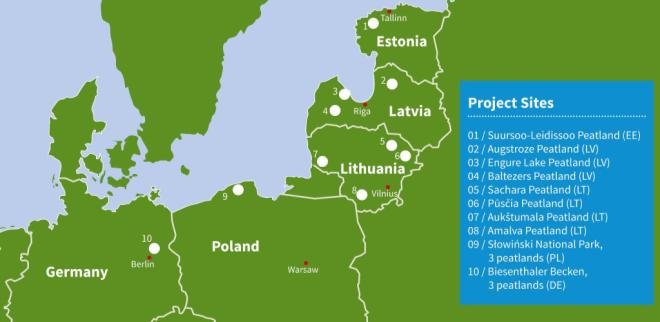 1
Tallinn
Estonia
2
3
4
Riga
Latvia
5
6
7
Lithuania
8
Vilnius
9
10
Berlin
Poland
Germany
Warsaw
Project Sites
01 / Suursoo-Leidissoo Peatland (EE)
02 / Augstroze Peatland (LV)
03 / Engure Lake Peatland (LV)
04 / Baltezers Peatland (LV)
05 / Sachara Peatland (LT)
06 / Pūsčia Peatland (LT)
07 / Aukštumala Peatland (LT)
08 / Amalva Peatland (LT)
09 / Słowiński National Park,
3 peatlands (PL)
10 / Biesenthaler Becken,
3 peatlands (DE)